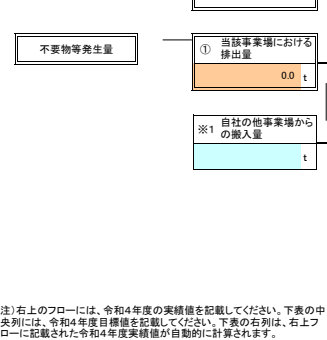 不要物等発生量
① 当該事業場における
排出量
0.0 t
※1 自社の他事業場から
の搬入量
t
注）右上のフローには、令和４年度の実績値を記載してください。下表の中
央列には、令和４年度目標値を記載してください。下表の右列は、右上フ
ローに記載された令和４年度実績値が自動的に計算されます。